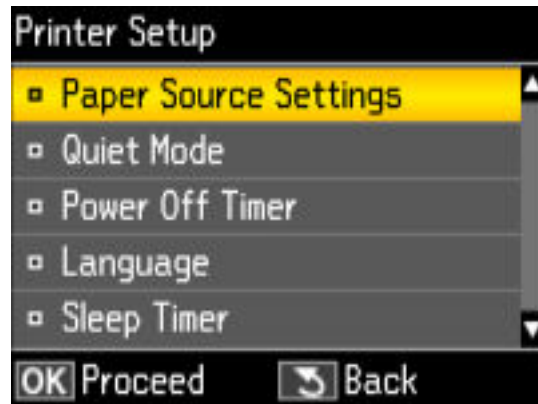 Printer Setup
Paper Source Settings
Quiet Mode
Power Off Timer
Language
Sleep Timer
OK Proceed Back